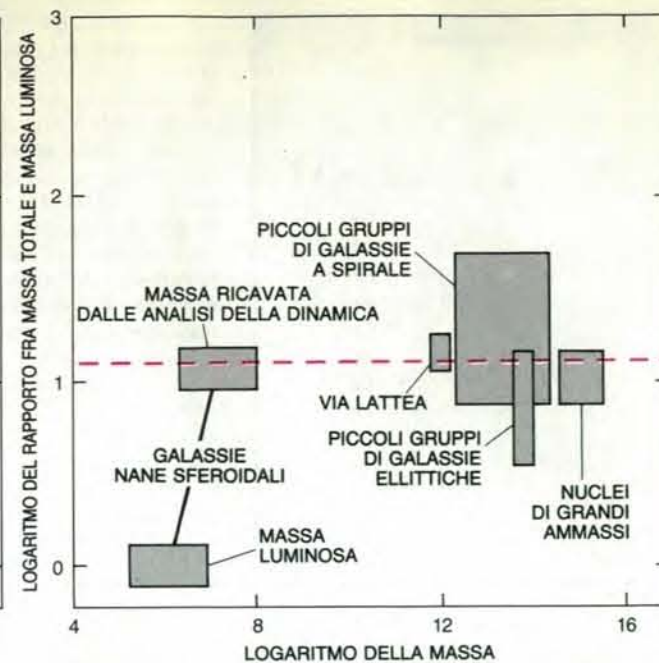 LOGARITMO DEL RAPPORTO FRA MASSA TOTALE E MASSA LUMINOSA
3
2
1
0
PICCOLI GRUPPI
DI GALASSIE
A SPIRALE
MASSA RICAVATA
DALLE ANALISI DELLA DINAMICA
VIA LATTEA
GALASSIE
NANE SFEROIDALI
PICCOLI GRUPPI
DI GALASSIE
ELLITTICHE
NUCLEI
DI GRANDI
AMMASSI
MASSA
LUMINOSA
4
8
12
16
LOGARITMO DELLA MASSA